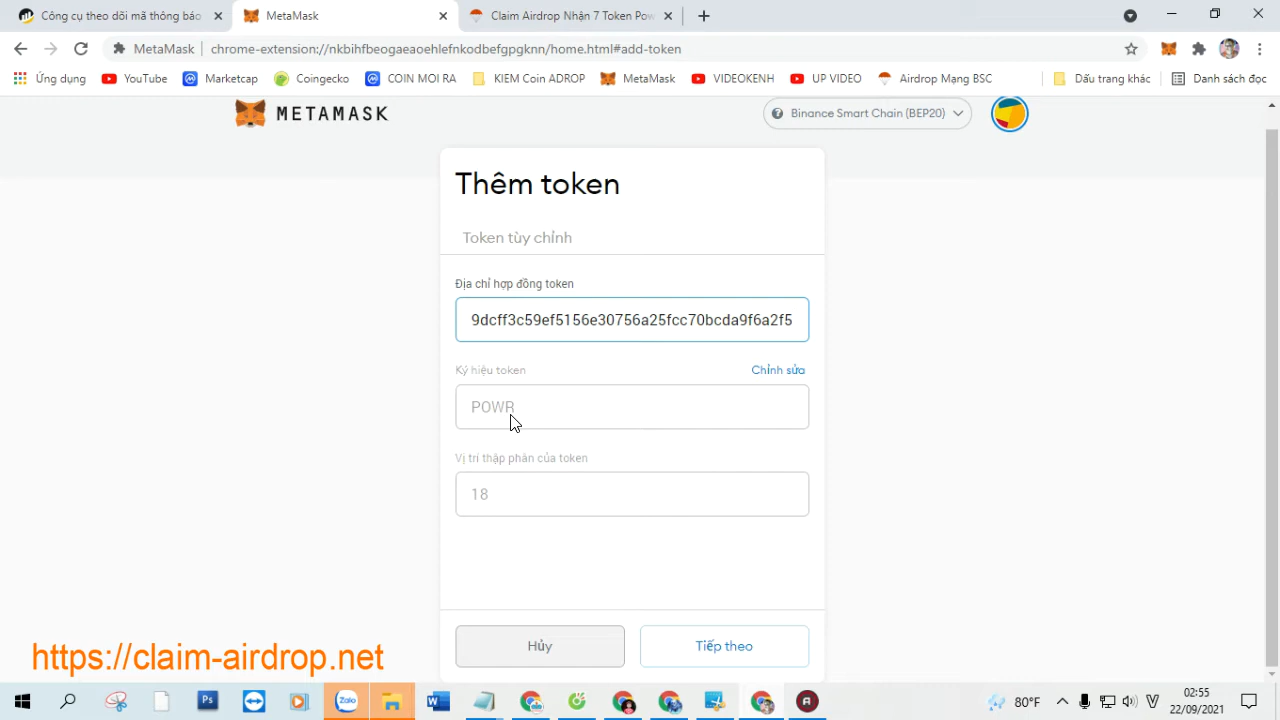 Công cụ theo dõi mã thông báo
MetaMask
Claim Airdrop Nhận 7 Token Pow
MetaMask
chrome-extension://nkbihfbeogaeaoehlefnkodbefgpgknn/home.html#add-token
Ứng dụng
YouTube
Marketcap
Coingecko
COIN MOI RA
KIEM Coin ADROP
MetaMask
VIDEOKENH
UP VIDEO
Airdrop Mạng BSC
Dấu trang khác
Danh sách đọc
METAMASK
Binance Smart Chain (BEP20)
Thêm token
Token tùy chỉnh
Địa chỉ hợp đồng token
9dcff3c59ef5156e30756a25fcc70bcda9f6a2f5
Ký hiệu token
Chỉnh sửa
POWR
Vị trí thập phân của token
18
Hủy
Tiếp theo
https://claim-airdrop.net
Ps
Zalo
80°F
02:55
22/09/2021